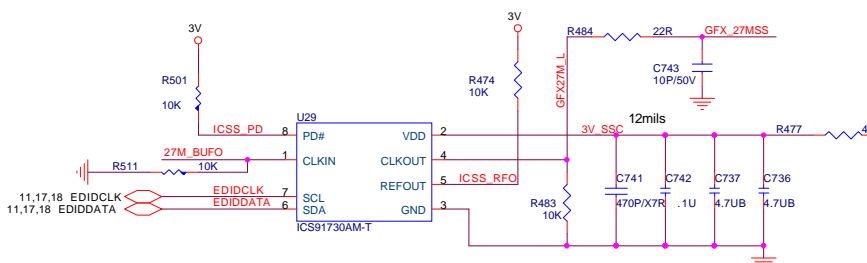 3V
3V
R484
22R
GFX_27MSS
C743
10P/50V
R501
10K
R474
10K
GFX27M_L
ICSS_PD
8
U29
PD#
VDD
2
3V_SSC
12mils
R477
4
27M_BUFO
1
CLKIN
CLKOUT
4
R511
10K
REFOUT
5
ICSS_RFO
11,17,18 EDIDCLK
EDIDCLK
7
SCL
11,17,18 EDIDDATA
EDIDDATA
6
SDA
GND
3
ICS91730AM-T
R483
10K
C741
470P/X7R
C742
.1U
C737
4.7UB
C736
4.7UB